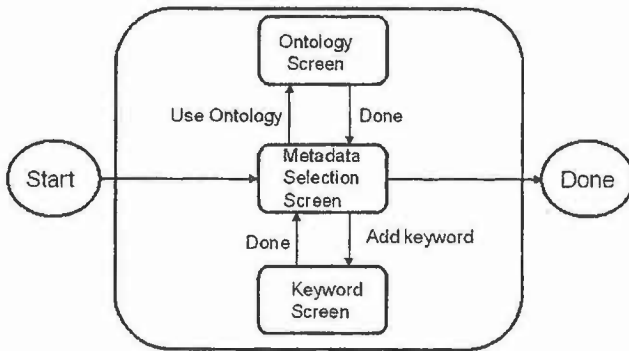 Ontology
Screen
Use Ontology
Done
Start
Metadata
Selection
Screen
Done
Done
Add keyword
Keyword
Screen